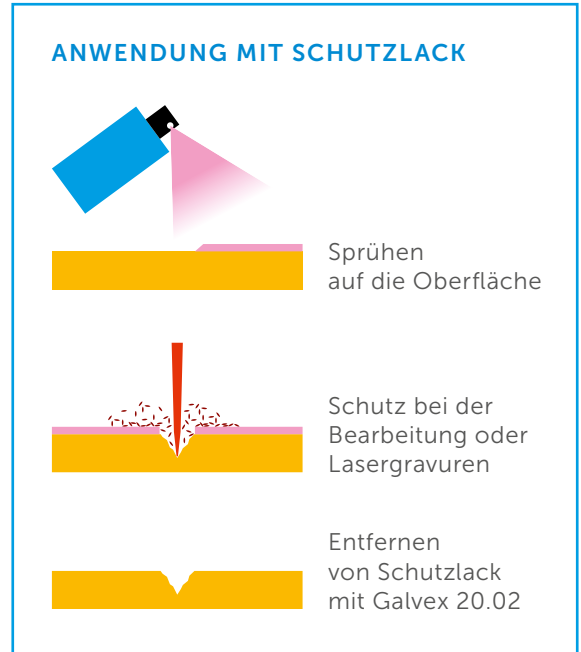 ANWENDUNG MIT SCHUTZLACK
Sprühen
auf die Oberfläche
Schutz bei der
Bearbeitung oder
Lasergravuren
Entfernen
von Schutzlack
mit Galvex 20.02